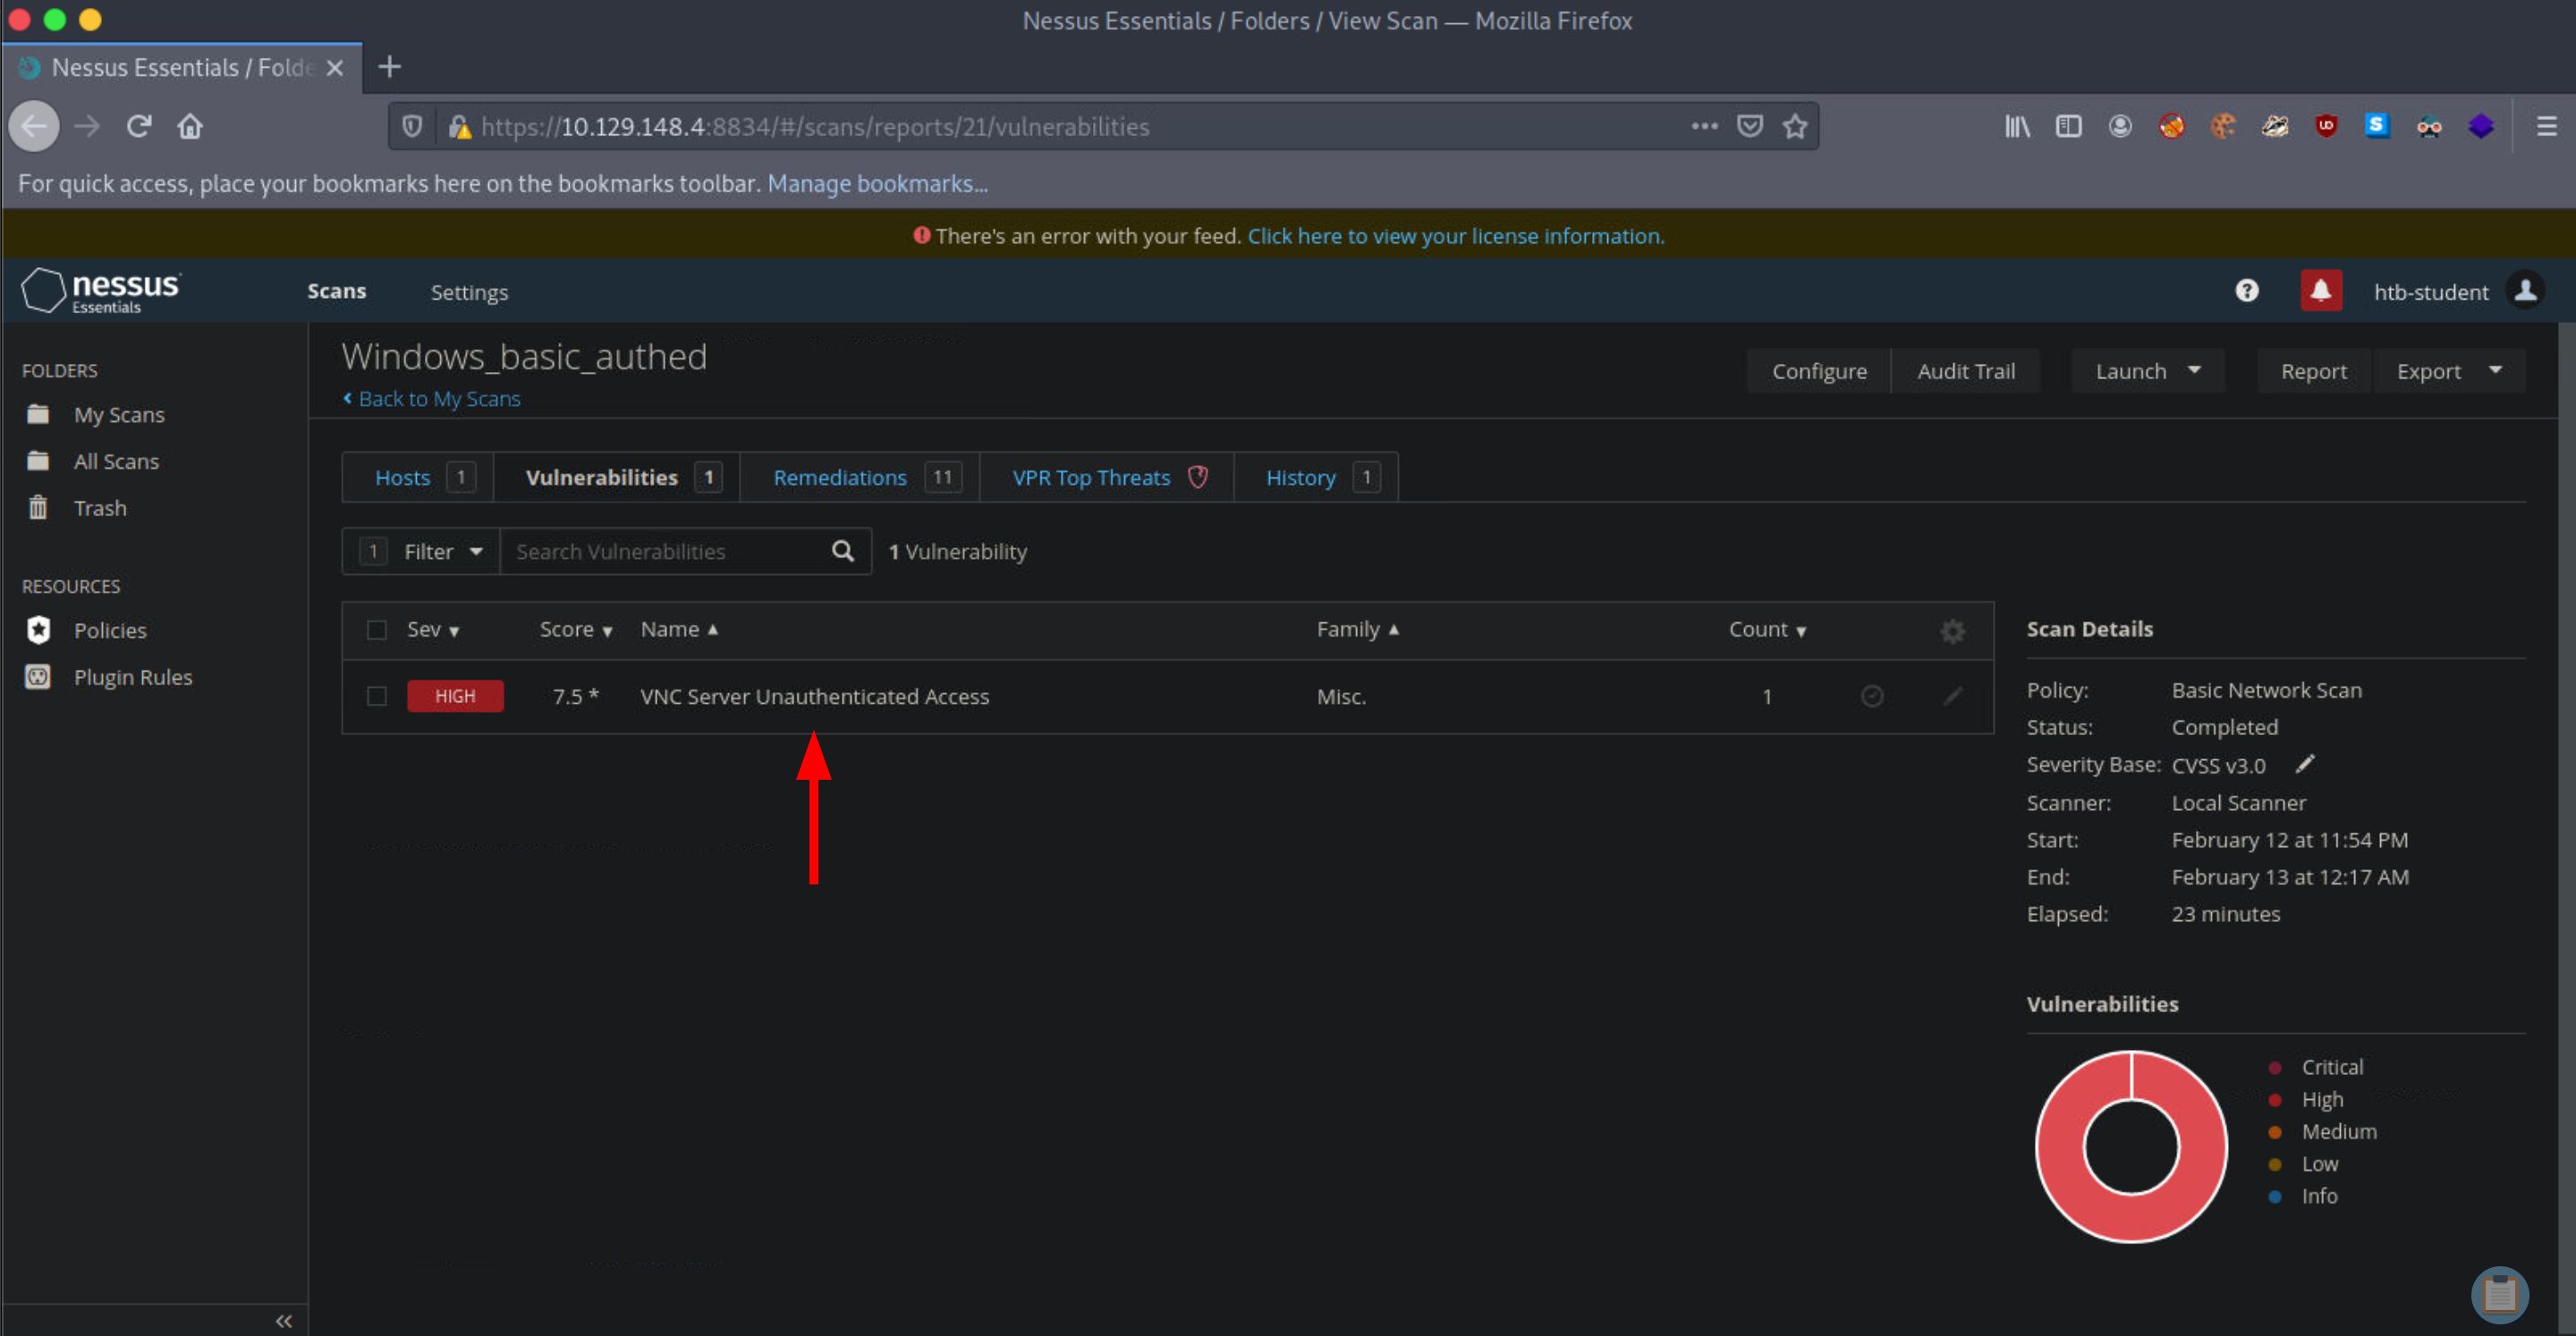 Nessus Essentials / Folders / View Scan — Mozilla Firefox
Nessus Essentials / Folde
https://10.129.148.4:8834/#/scans/reports/21/vulnerabilities
For quick access, place your bookmarks here on the bookmarks toolbar. Manage bookmarks...
There's an error with your feed. Click here to view your license information.
nessus
Essentials
Scans
Settings
htb-student
FOLDERS
My Scans
All Scans
Trash
RESOURCES
Policies
Plugin Rules
Windows_basic_authed
Back to My Scans
Configure
Audit Trail
Launch
Report
Export
Hosts 1
Vulnerabilities 1
Remediations 11
VPR Top Threats
History 1
1 Filter
Search Vulnerabilities
1 Vulnerability
Sev Score Name Family Count
HIGH 7.5 * VNC Server Unauthenticated Access Misc. 1
Scan Details
Policy: Basic Network Scan
Status: Completed
Severity Base: CVSS v3.0
Scanner: Local Scanner
Start: February 12 at 11:54 PM
End: February 13 at 12:17 AM
Elapsed: 23 minutes
Vulnerabilities
Critical
High
Medium
Low
Info